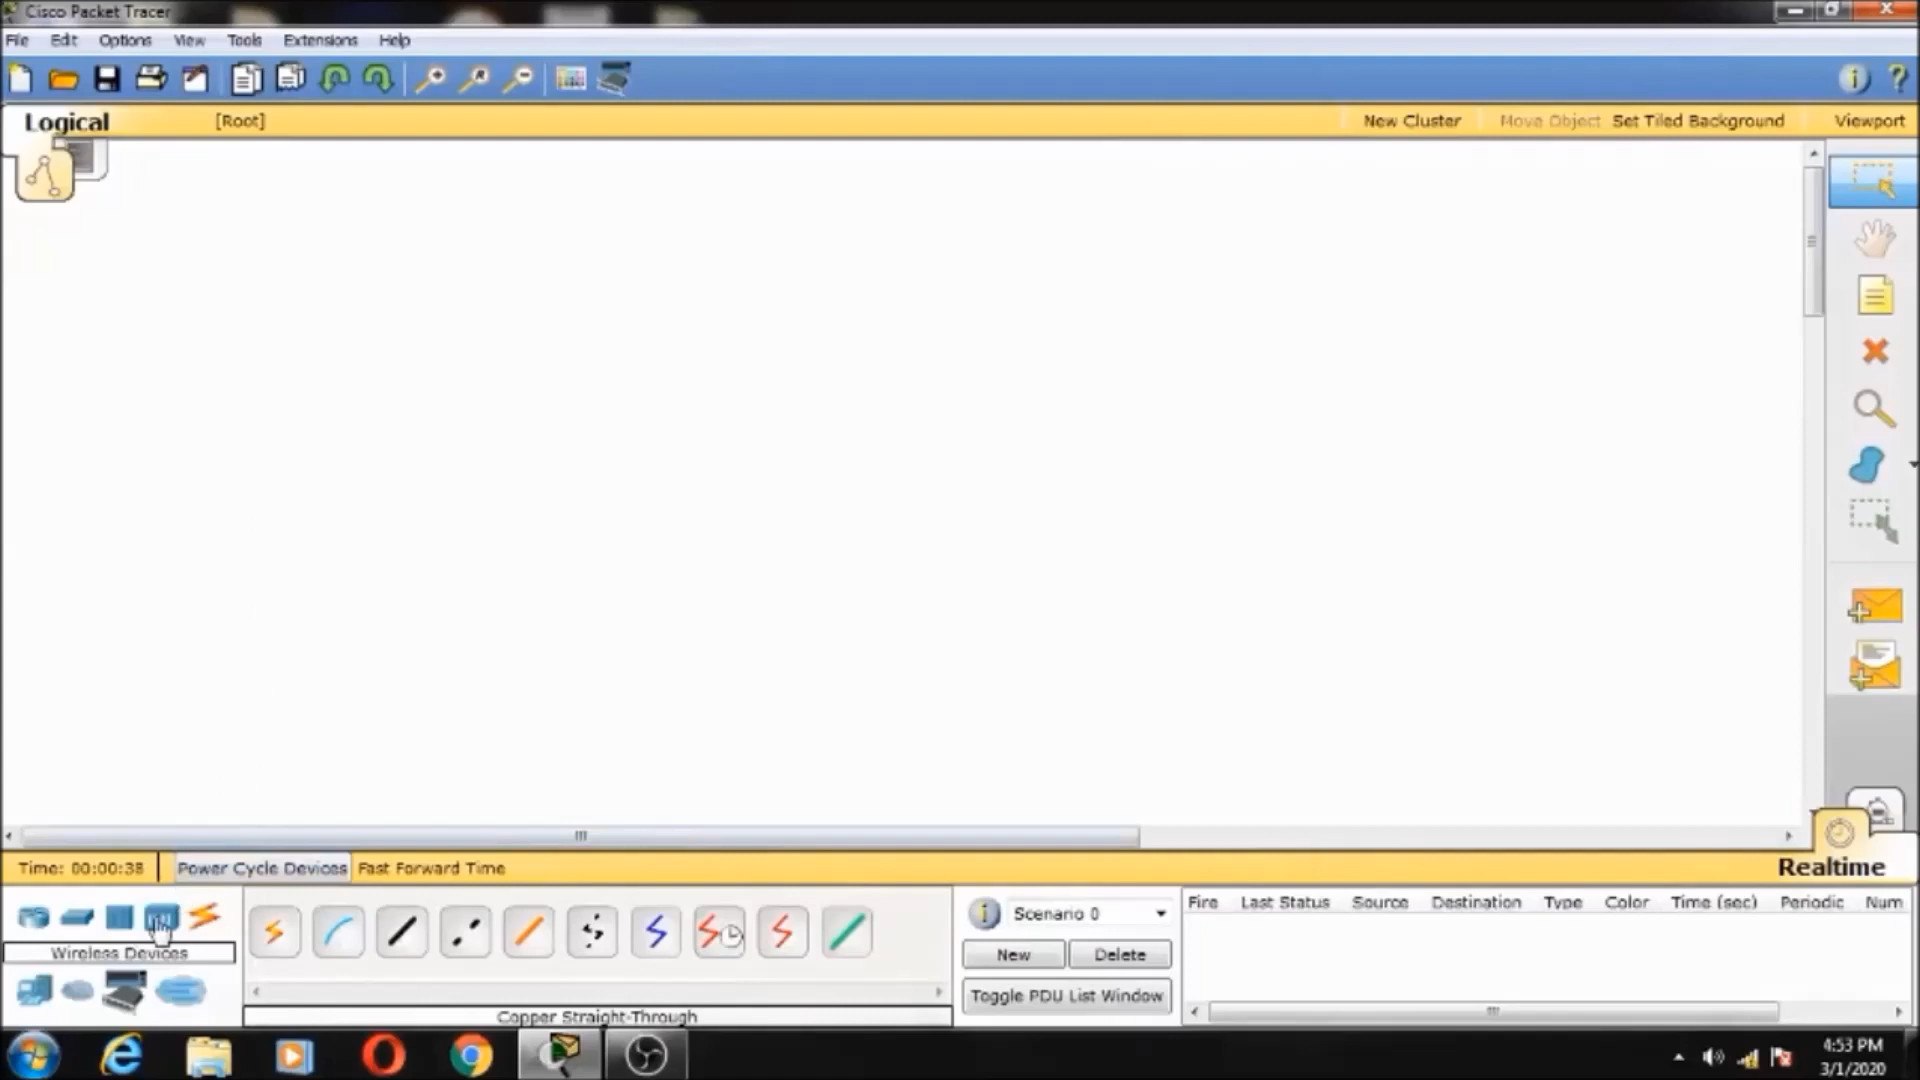 Cisco Packet Tracer
File Edit Options View Tools Extensions Help
Logical [Root] New Cluster Move Object Set Tiled Background Viewport
Time: 00:00:38 Power Cycle Devices Fast Forward Time Realtime
Scenario 0
Fire Last Status Source Destination Type Color Time (sec) Periodic Num
Wireless Devices
New Delete
Toggle PDU List Window
Copper Straight-Through
4:53 PM
3/1/2020